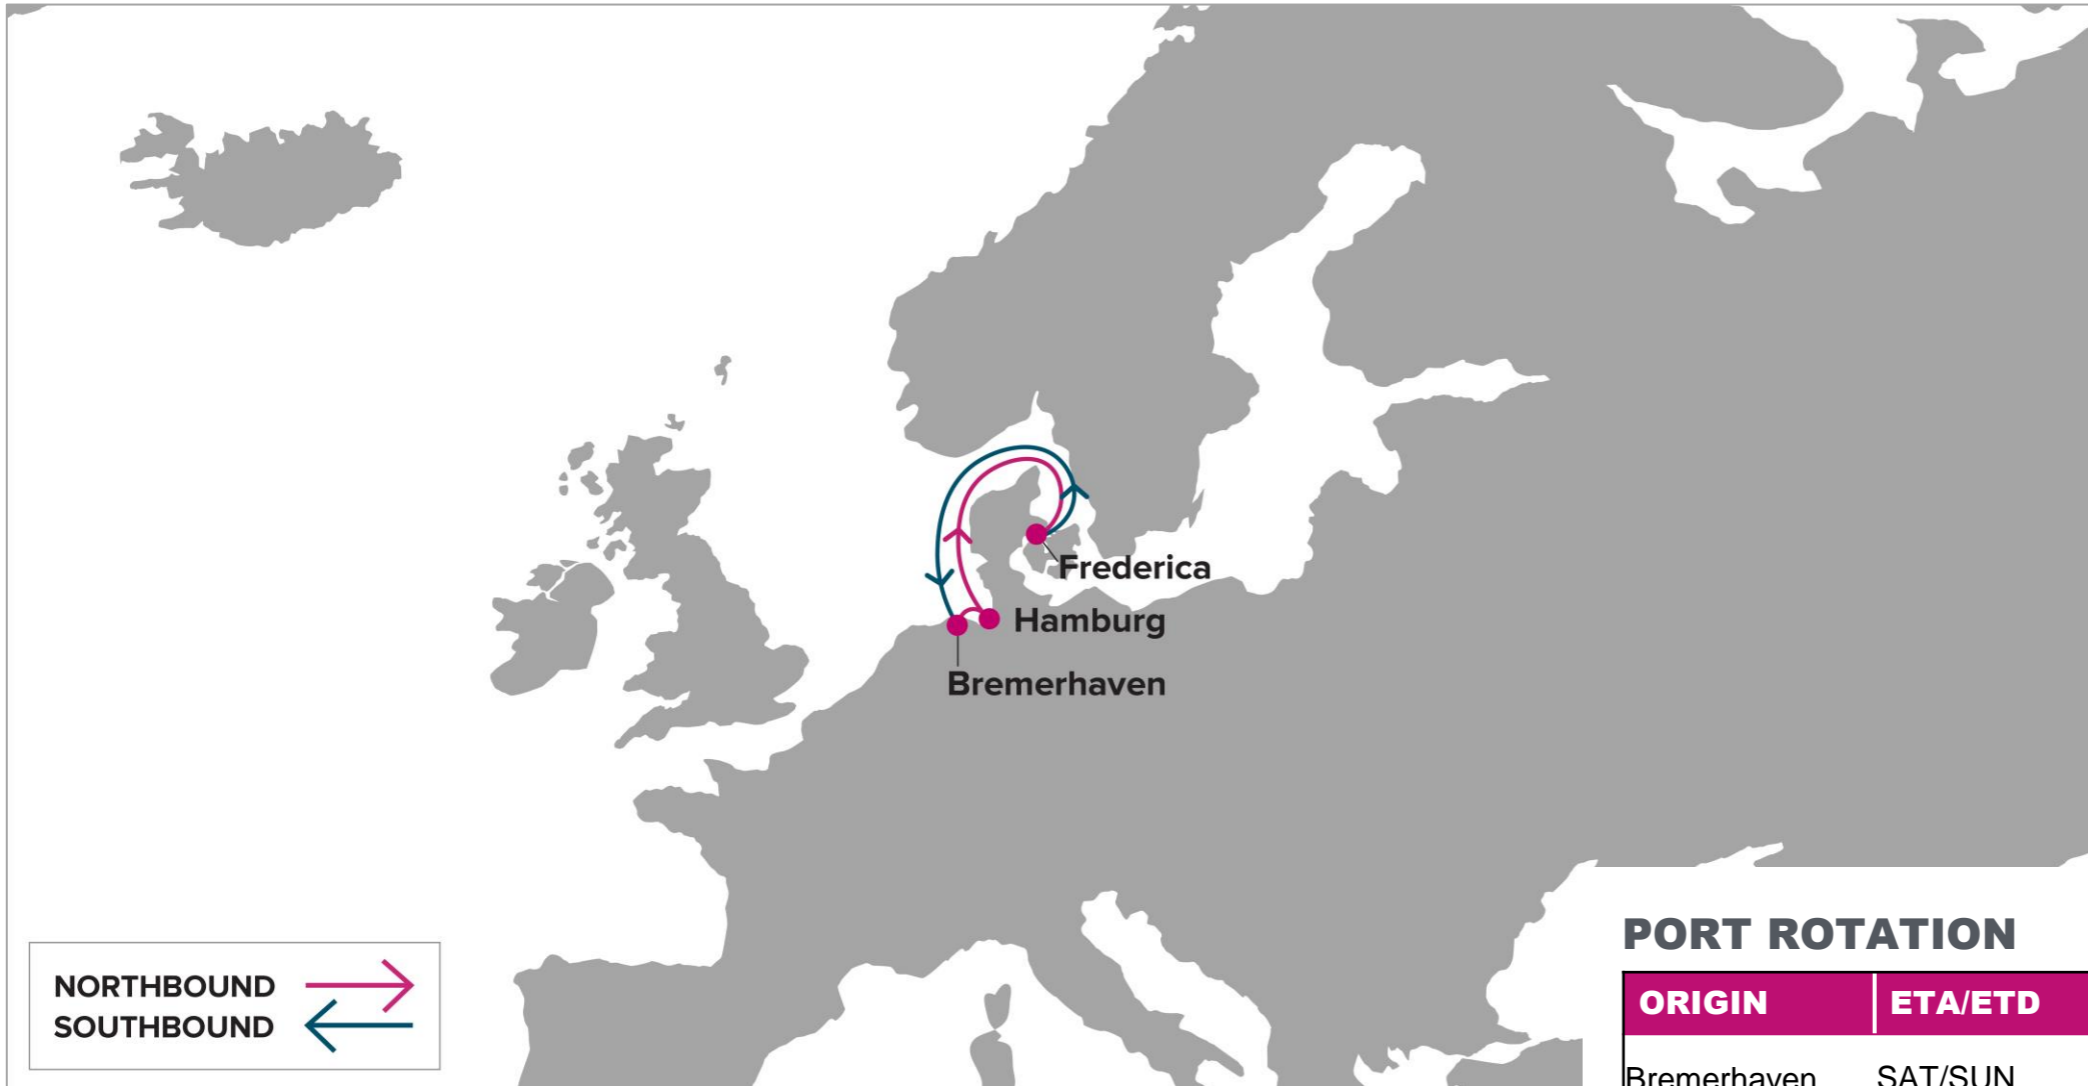 Frederica
Hamburg
Bremerhaven
NORTHBOUND
SOUTHBOUND
PORT ROTATION
ORIGIN ETA/ETD
Bremerhaven SAT/SUN